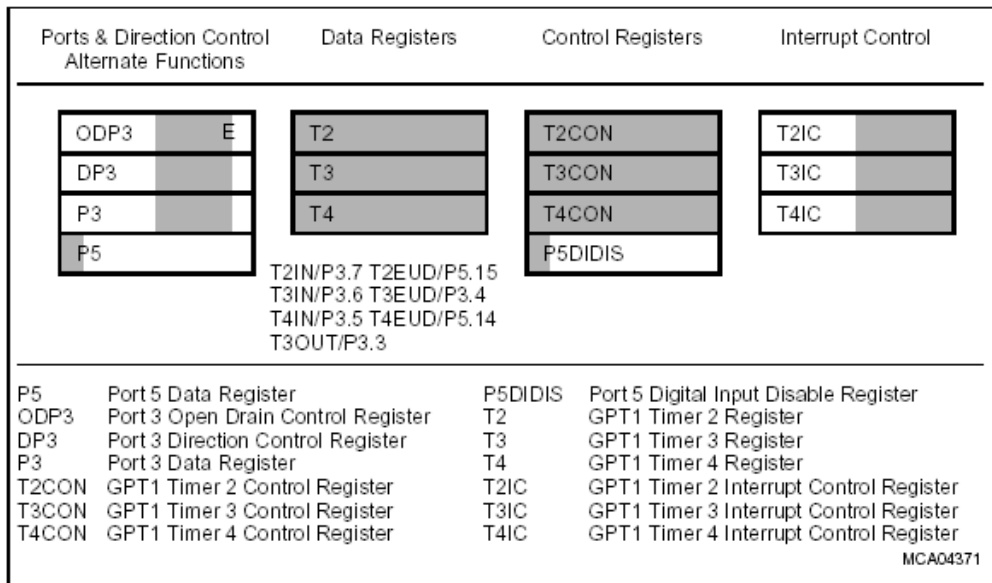 Ports & Direction Control Alternate Functions
Data Registers
Control Registers
Interrupt Control
ODP3 E
DP3
P3
P5
T2
T3
T4
T2CON
T3CON
T4CON
P5DIDIS
T2IC
T3IC
T4IC
T2IN/P3.7 T2EUD/P5.15
T3IN/P3.6 T3EUD/P3.4
T4IN/P3.5 T4EUD/P5.14
T3OUT/P3.3
P5 Port 5 Data Register
ODP3 Port 3 Open Drain Control Register
DP3 Port 3 Direction Control Register
P3 Port 3 Data Register
T2CON GPT1 Timer 2 Control Register
T3CON GPT1 Timer 3 Control Register
T4CON GPT1 Timer 4 Control Register
P5DIDIS Port 5 Digital Input Disable Register
T2 GPT1 Timer 2 Register
T3 GPT1 Timer 3 Register
T4 GPT1 Timer 4 Register
T2IC GPT1 Timer 2 Interrupt Control Register
T3IC GPT1 Timer 3 Interrupt Control Register
T4IC GPT1 Timer 4 Interrupt Control Register
MCA04371